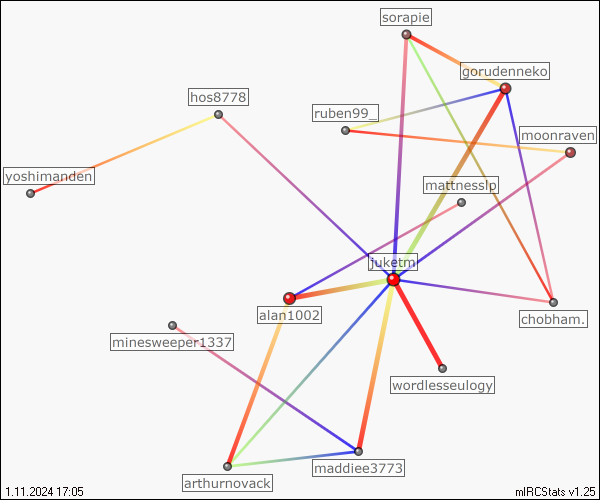 sorapie
gorudenneko
hos8778
ruben99_
moonraven
yoshimanden
mattnesslp
juketm
alan1002
chobham.
minesweeper1337
wordlesseulogy
maddiee3773
arthurnovack
1.11.2024 17:05
mIRCStats v1.25